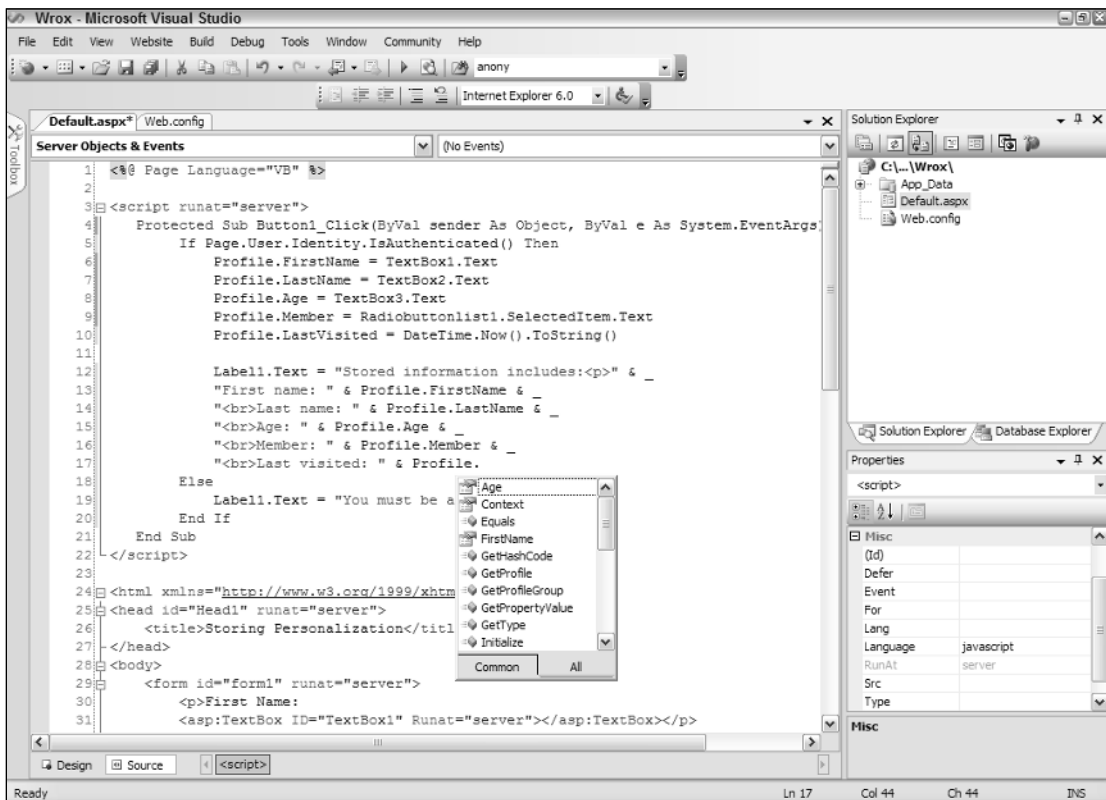 Wrox - Microsoft Visual Studio
File Edit View Website Build Debug Tools Window Community Help
anony
Internet Explorer 6.0
Toolbox
Default.aspx* Web.config
Server Objects & Events (No Events)
1 <%@ Page Language="VB" %>
2
3 <script runat="server">
4 Protected Sub Button1_Click(ByVal sender As Object, ByVal e As System.EventArgs)
5 If Page.User.Identity.IsAuthenticated() Then
6 Profile.FirstName = TextBox1.Text
7 Profile.LastName = TextBox2.Text
8 Profile.Age = TextBox3.Text
9 Profile.Member = Radiobuttonlist1.SelectedItem.Text
10 Profile.LastVisited = DateTime.Now().ToString()
11
12 Label1.Text = "Stored information includes:<p>" & _
13 "First name: " & Profile.FirstName & _
14 "<br>Last name: " & Profile.LastName & _
15 "<br>Age: " & Profile.Age & _
16 "<br>Member: " & Profile.Member & _
17 "<br>Last visited: " & Profile.
18 Else
19 Label1.Text = "You must be a
20 End If
21 End Sub
22 </script>
23
24 <html xmlns="http://www.w3.org/1999/xhtm
25 <head id="Head1" runat="server">
26 <title>Storing Personalization</titl
27 </head>
28 <body>
29 <form id="form1" runat="server">
30 <p>First Name:
31 <asp:TextBox ID="TextBox1" Runat="server"></asp:TextBox></p>
Age
Context
Equals
FirstName
GetHashCode
GetProfile
GetProfileGroup
GetPropertyValue
GetType
Initialize
Common All
Design Source <script>
Solution Explorer
C:\...\Wrox\
App_Data
Default.aspx
Web.config
Solution Explorer Database Explorer
Properties
<script>
Misc
(Id)
Defer
Event
For
Lang
Language javascript
RunAt server
Src
Type
Misc
Ready Ln 17 Col 44 Ch 44 INS